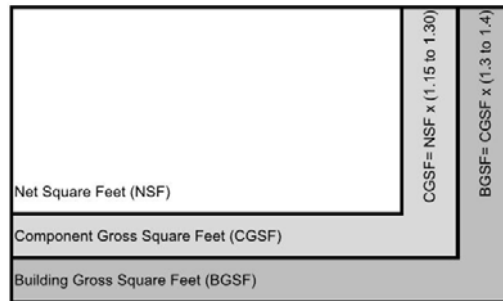 Net Square Feet (NSF)
Component Gross Square Feet (CGSF)
Building Gross Square Feet (BGSF)
CGSF= NSF x (1.15 to 1.30)
BGSF= CGSF x (1.3 to 1.4)